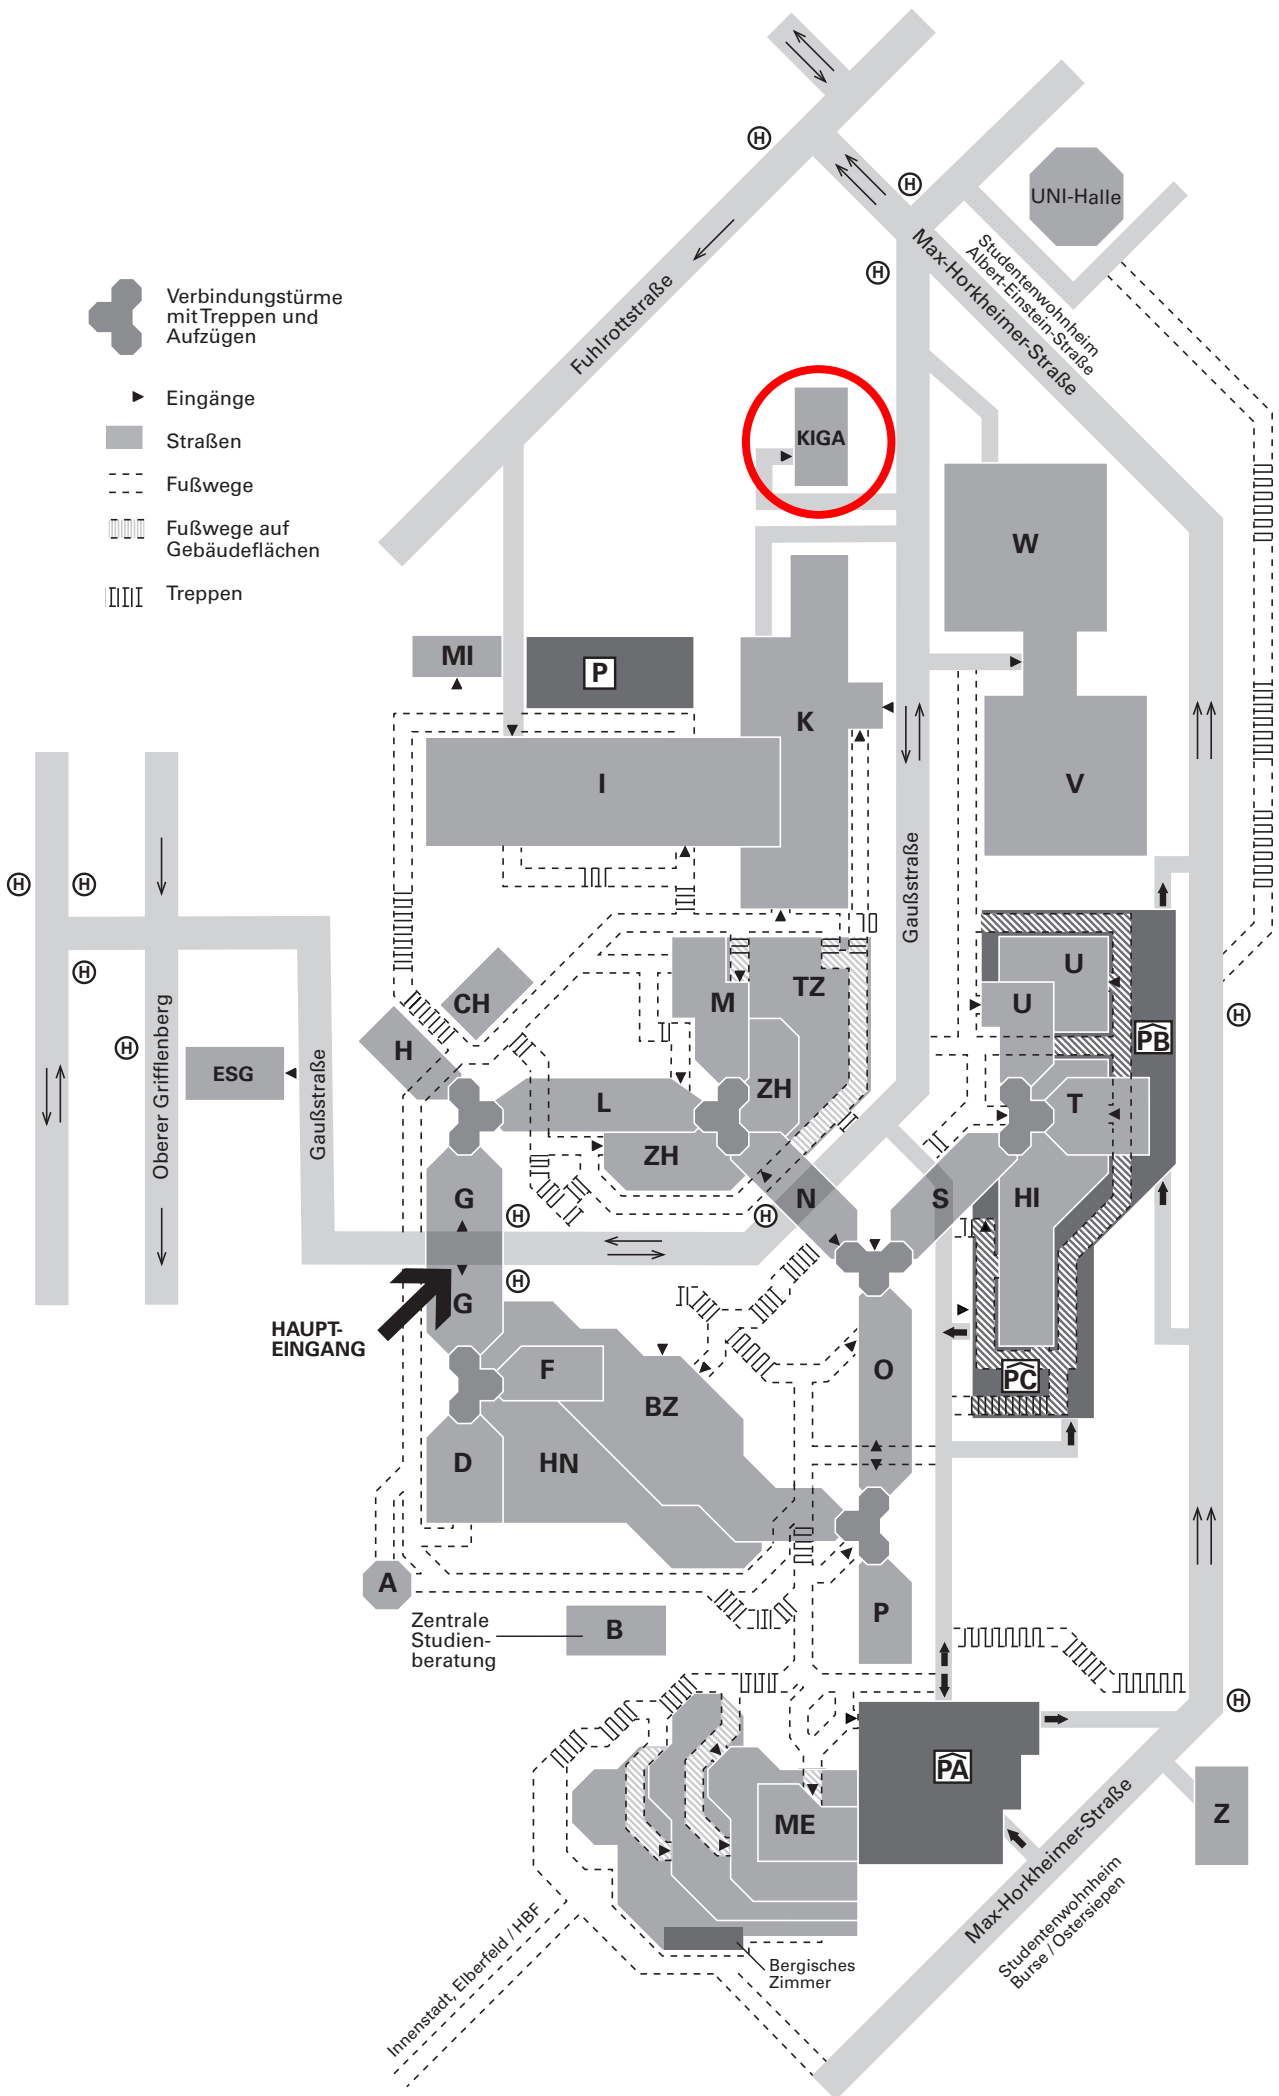 H
H
UNI-Halle
H
Max-Horkheimer-Straße
Studentenwohnheim
Albert-Einstein-Straße
Fuhlrottstraße
Verbindungstürme
mit Treppen und
Aufzügen
Eingänge
Straßen
Fußwege
Fußwege auf
Gebäudeflächen
Treppen
KIGA
W
MI
P
K
I
V
H
H
Gaußstraße
H
H
Oberer Grifflenberg
ESG
Gaußstraße
CH
H
M
TZ
U
U
PB
H
L
ZH
T
ZH
G
H
N
H
S
HI
H
G
HAUPT-
EINGANG
F
BZ
O
PC
D
HN
A
Zentrale
Studien-
beratung
B
P
H
PA
ME
Z
Max-Horkheimer-Straße
Studentenwohnheim
Burse / Ostersiepen
Innenstadt, Elberfeld / HBF
Bergisches
Zimmer